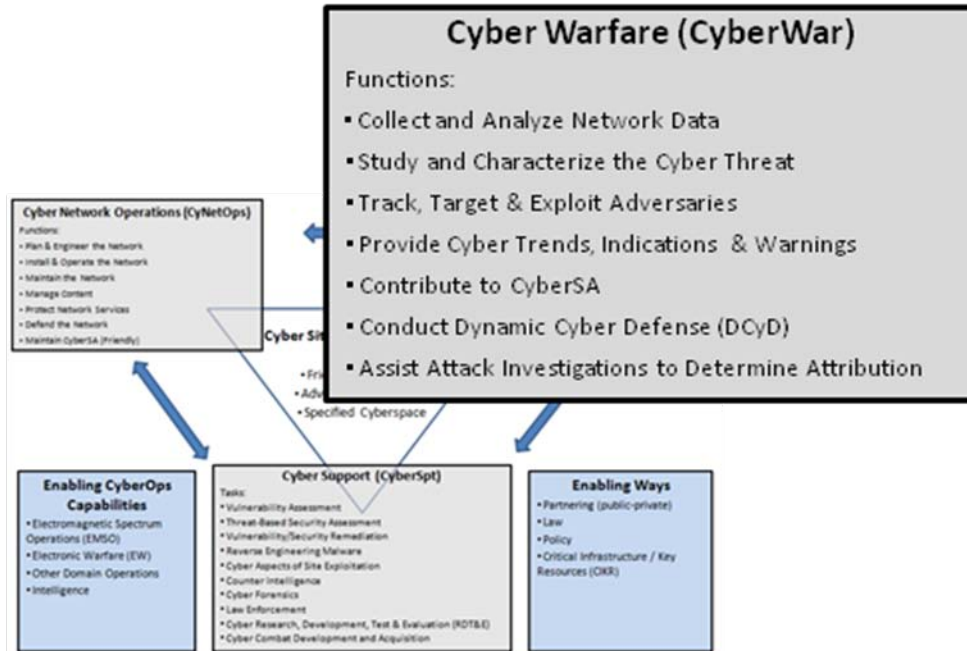 Cyber Warfare (CyberWar)
Functions:
▪ Collect and Analyze Network Data
▪ Study and Characterize the Cyber Threat
▪ Track, Target & Exploit Adversaries
▪ Provide Cyber Trends, Indications & Warnings
▪ Contribute to CyberSA
▪ Conduct Dynamic Cyber Defense (DCyD)
▪ Assist Attack Investigations to Determine Attribution
Cyber Network Operations (CyNetOps)
Functions:
• Plan & Engineer the Network
• Install & Operate the Network
• Maintain the Network
• Manage Content
• Protect Network Services
• Defend the Network
• Maintain CyberSA (Friendly)
Cyber
• Specified Cyberspace
Enabling CyberOps
Capabilities
• Electromagnetic Spectrum
Operations (EMSO)
• Electronic Warfare (EW)
• Other Domain Operations
• Intelligence
Cyber Support (CyberSpt)
Tasks:
• Vulnerability Assessment
• Threat-Based Security Assessment
• Vulnerability/Security Remediation
• Reverse Engineering Malware
• Cyber Aspects of Site Exploitation
• Counter Intelligence
• Cyber Forensics
• Law Enforcement
• Cyber Research, Development, Test & Evaluation (RDT&E)
• Cyber Combat Development and Acquisition
Enabling Ways
• Partnering (public-private)
• Law
• Policy
• Critical Infrastructure / Key
Resources (CIKR)